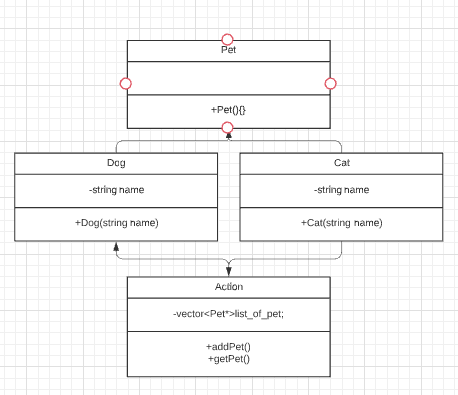 Pet
+Pet(){}
Dog
-string name
+Dog(string name)
Cat
-string name
+Cat(string name)
Action
-vector<Pet*>list_of_pet;
+addPet()
+getPet()